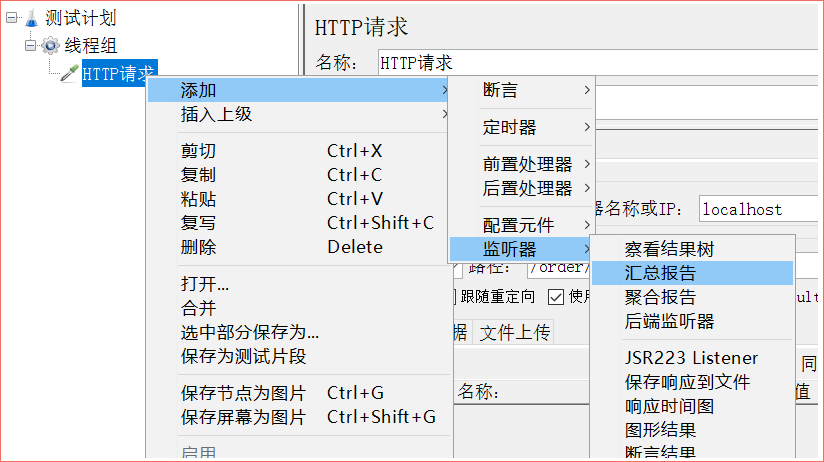 测试计划
线程组
HTTP请求
HTTP请求
名称： HTTP请求
添加
插入上级
剪切 Ctrl+X
复制 Ctrl+C
粘贴 Ctrl+V
复写 Ctrl+Shift+C
删除 Delete
打开...
合并
选中部分保存为...
保存为测试片段
保存节点为图片 Ctrl+G
保存屏幕为图片 Ctrl+Shift+G
启用
断言
定时器
前置处理器
后置处理器
配置元件
监听器
器名称或IP： localhost
路径： /order/
跟随重定向 使用
据 文件上传
名称：
察看结果树
汇总报告
聚合报告
后端监听器
JSR223 Listener
保存响应到文件
响应时间图
图形结果
断言结果
ult
同
值